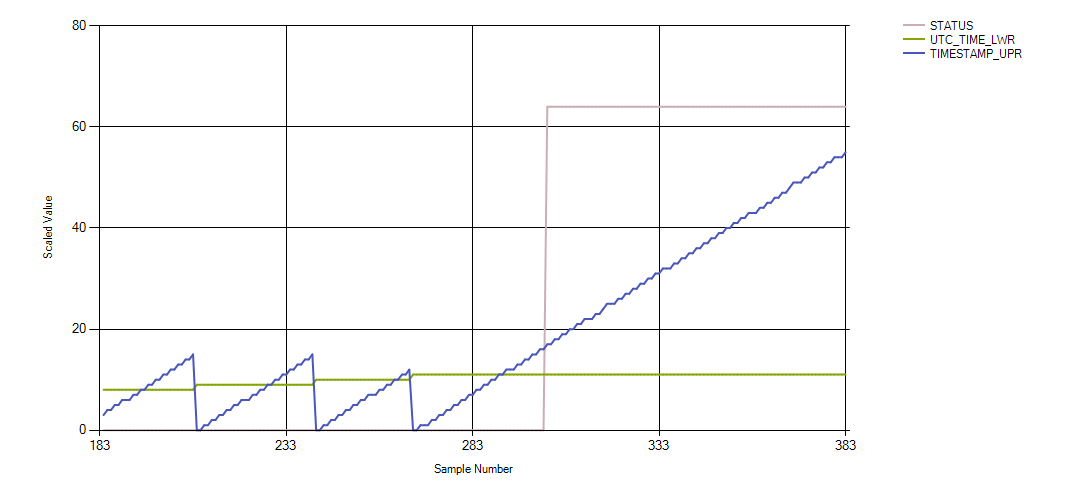 80
60
40
20
0
Scaled Value
183
233
283
333
383
Sample Number
STATUS
UTC_TIME_LWR
TIMESTAMP_UPR